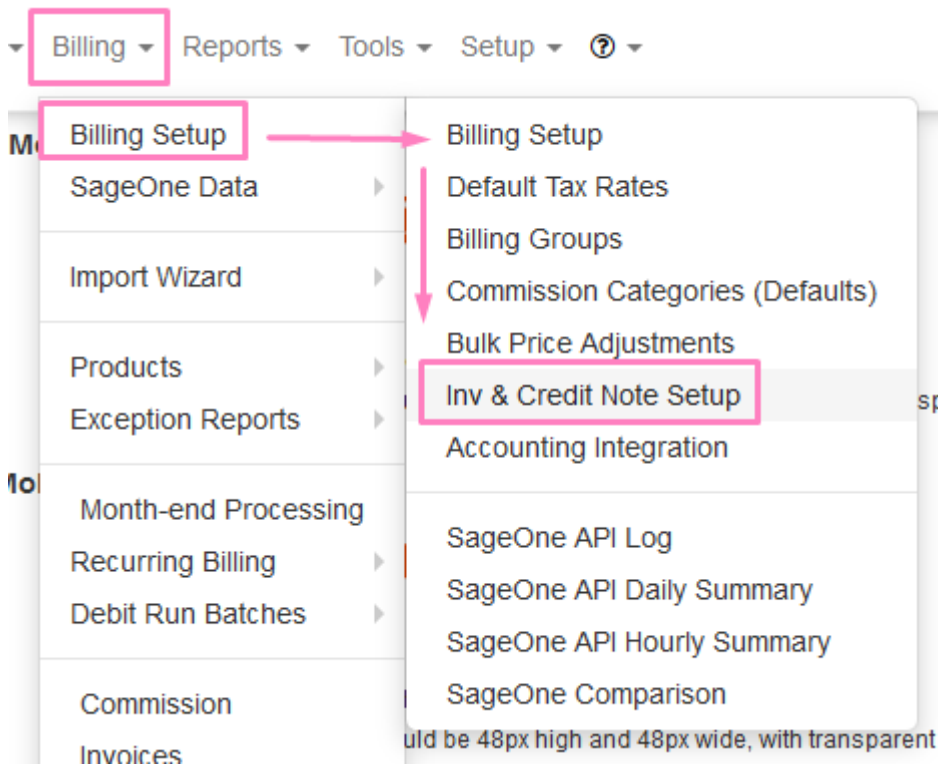 Billing Reports Tools Setup ?
Billing Setup
SageOne Data
Import Wizard
Products
Exception Reports
Month-end Processing
Recurring Billing
Debit Run Batches
Commission
Invoices
Billing Setup
Default Tax Rates
Billing Groups
Commission Categories (Defaults)
Bulk Price Adjustments
Inv & Credit Note Setup
Accounting Integration
SageOne API Log
SageOne API Daily Summary
SageOne API Hourly Summary
SageOne Comparison
uld be 48px high and 48px wide, with transparent